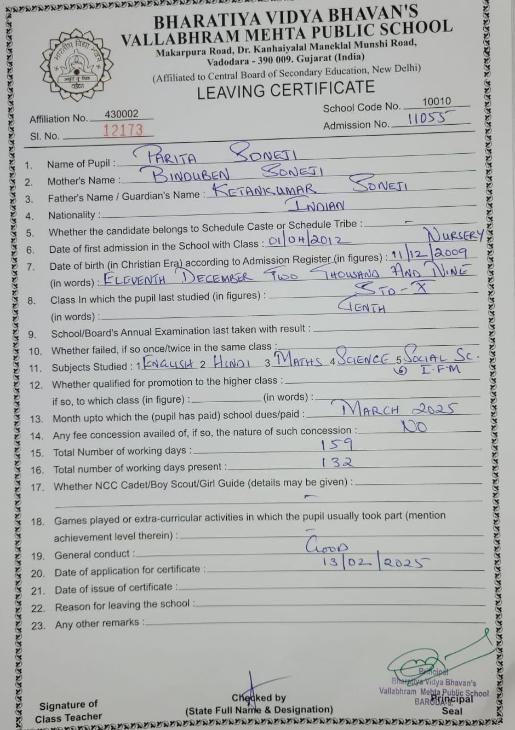 BHARATIYA VIDYA BHAVAN'S
VALLABHRAM MEHTA PUBLIC SCHOOL
Makarpura Road, Dr. Kanhaiyalal Maneklal Munshi Road,
Vadodara - 390 009. Gujarat (India)
(Affiliated to Central Board of Secondary Education, New Delhi)
LEAVING CERTIFICATE
Affiliation No. 430002 School Code No. 10010
Sl. No. 12173 Admission No. 11055
1. Name of Pupil : PARITA SONEJI
2. Mother's Name : BINDUBEN SONEJI
3. Father's Name / Guardian's Name : KETANKUMAR SONEJI
4. Nationality : INDIAN
5. Whether the candidate belongs to Schedule Caste or Schedule Tribe : -
6. Date of first admission in the School with Class : 01/04/2012 NURSERY
7. Date of birth (in Christian Era) according to Admission Register (in figures) : 11/12/2009
(in words) : ELEVENTH DECEMBER TWO THOUSAND AND NINE
8. Class In which the pupil last studied (in figures) : STD-X
(in words) : TENTH
9. School/Board's Annual Examination last taken with result :
10. Whether failed, if so once/twice in the same class :
11. Subjects Studied : 1 ENGLISH 2 HINDI 3 MATHS 4 SCIENCE 5 SOCIAL SC.
6 I.F.M
12. Whether qualified for promotion to the higher class :
if so, to which class (in figure) : (in words) :
13. Month upto which the (pupil has paid) school dues/paid : MARCH 2025
14. Any fee concession availed of, if so, the nature of such concession : NO
15. Total Number of working days : 159
16. Total number of working days present : 132
17. Whether NCC Cadet/Boy Scout/Girl Guide (details may be given) :
-
18. Games played or extra-curricular activities in which the pupil usually took part (mention
achievement level therein) : -
19. General conduct : GOOD
20. Date of application for certificate : 13/02/2025
21. Date of issue of certificate :
22. Reason for leaving the school :
23. Any other remarks :
Principal
Bharatiya Vidya Bhavan's
Vallabhram Mehta Public School
BARODA
Signature of
Class Teacher
Checked by
(State Full Name & Designation)
Principal
Seal